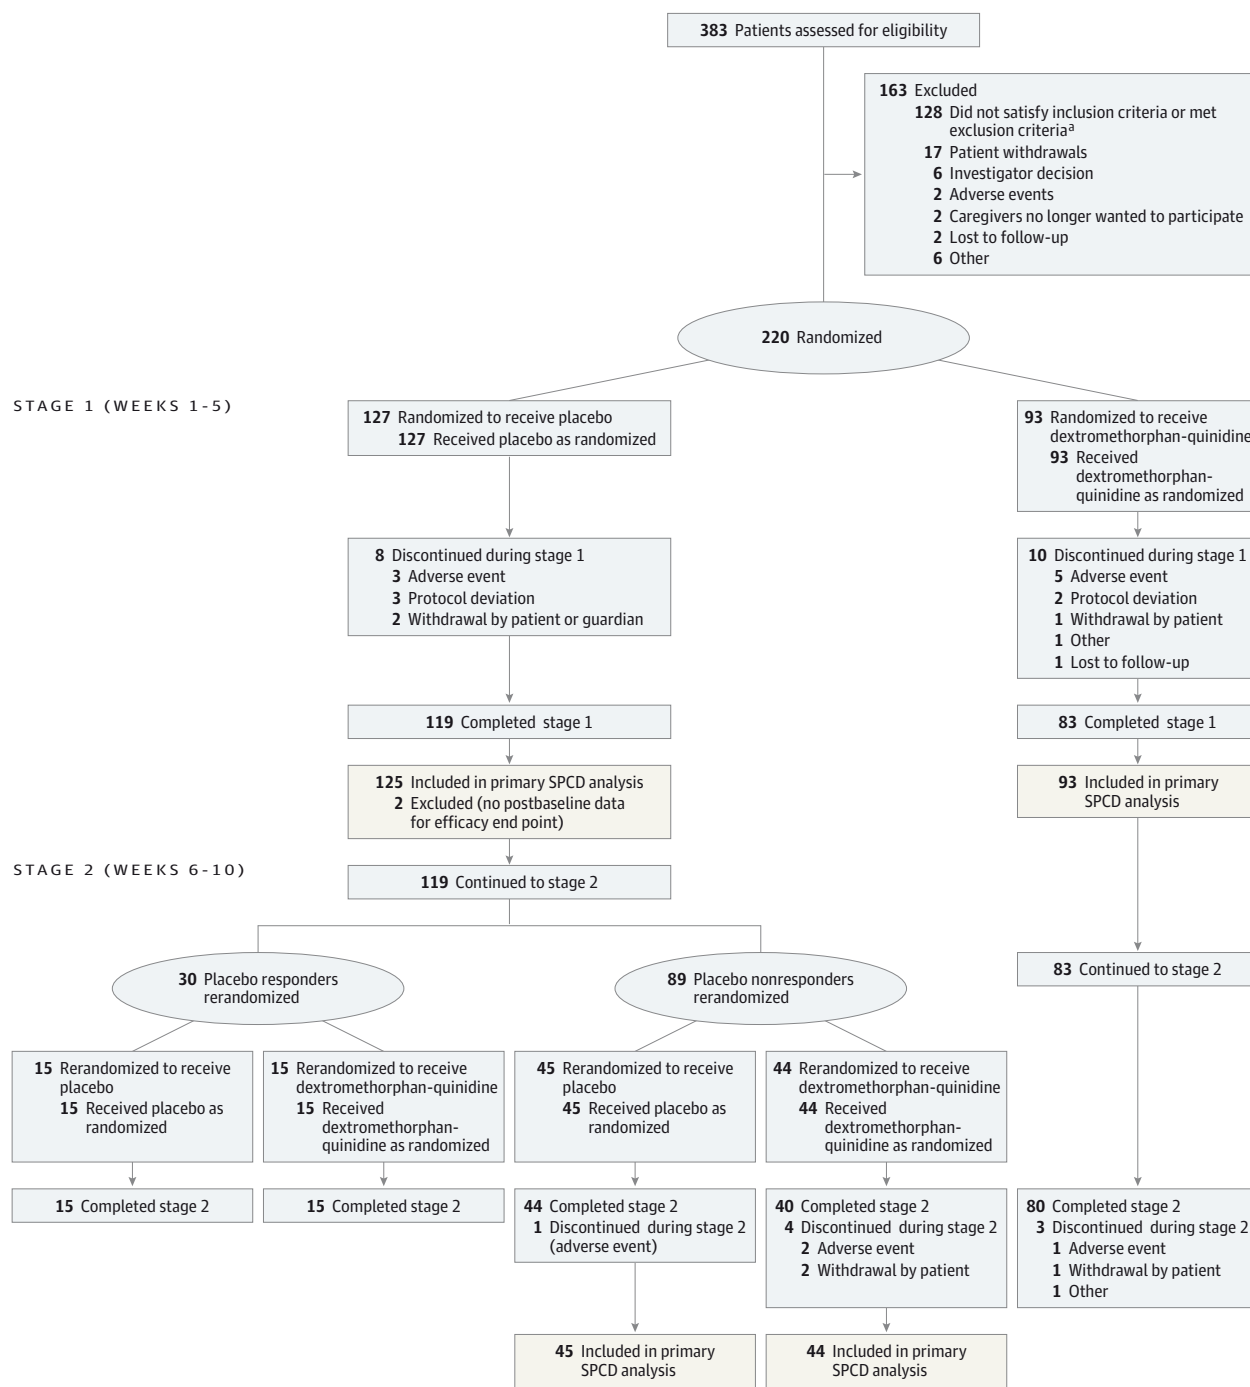 383 Patients assessed for eligibility
163 Excluded
128 Did not satisfy inclusion criteria or met
exclusion criteriaª
17 Patient withdrawals
6 Investigator decision
2 Adverse events
2 Caregivers no longer wanted to participate
2 Lost to follow-up
6 Other
220 Randomized
STAGE 1 (WEEKS 1-5)
127 Randomized to receive placebo
127 Received placebo as randomized
93 Randomized to receive
dextromethorphan-quinidine
93 Received
dextromethorphan-
quinidine as randomized
8 Discontinued during stage 1
3 Adverse event
3 Protocol deviation
2 Withdrawal by patient or guardian
10 Discontinued during stage 1
5 Adverse event
2 Protocol deviation
1 Withdrawal by patient
1 Other
1 Lost to follow-up
119 Completed stage 1
83 Completed stage 1
125 Included in primary SPCD analysis
2 Excluded (no postbaseline data
for efficacy end point)
93 Included in primary
SPCD analysis
STAGE 2 (WEEKS 6-10)
119 Continued to stage 2
30 Placebo responders
rerandomized
89 Placebo nonresponders
rerandomized
83 Continued to stage 2
15 Rerandomized to receive
placebo
15 Received placebo as
randomized
15 Rerandomized to receive
dextromethorphan-quinidine
15 Received
dextromethorphan-
quinidine as randomized
45 Rerandomized to receive
placebo
45 Received placebo as
randomized
44 Rerandomized to receive
dextromethorphan-quinidine
44 Received
dextromethorphan-
quinidine as randomized
15 Completed stage 2
15 Completed stage 2
44 Completed stage 2
1 Discontinued during stage 2
(adverse event)
40 Completed stage 2
4 Discontinued during stage 2
2 Adverse event
2 Withdrawal by patient
80 Completed stage 2
3 Discontinued during stage 2
1 Adverse event
1 Withdrawal by patient
1 Other
45 Included in primary
SPCD analysis
44 Included in primary
SPCD analysis